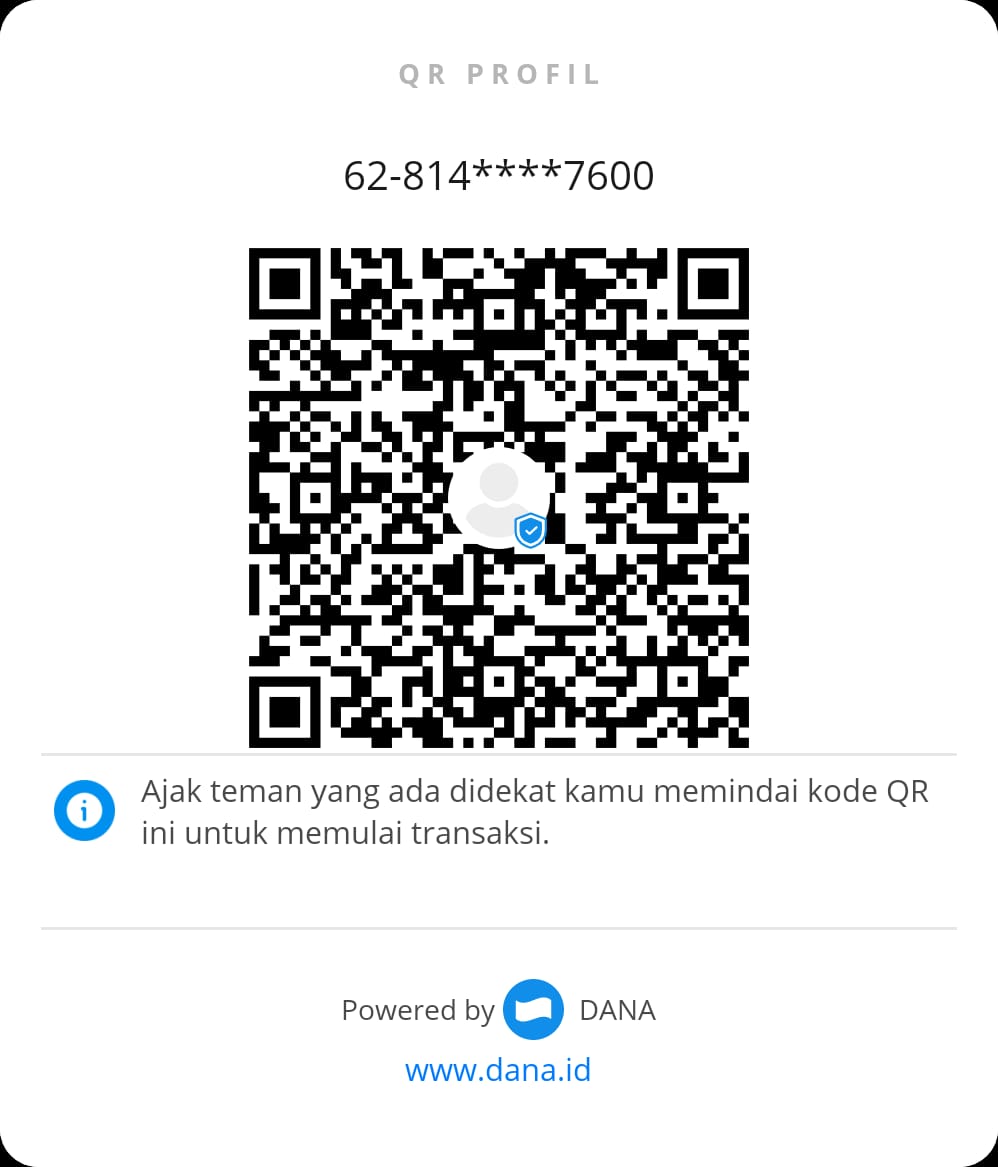 QR PROFIL
62-814****7600
Ajak teman yang ada didekat kamu memindai kode QR
ini untuk memulai transaksi.
Powered by DANA
www.dana.id